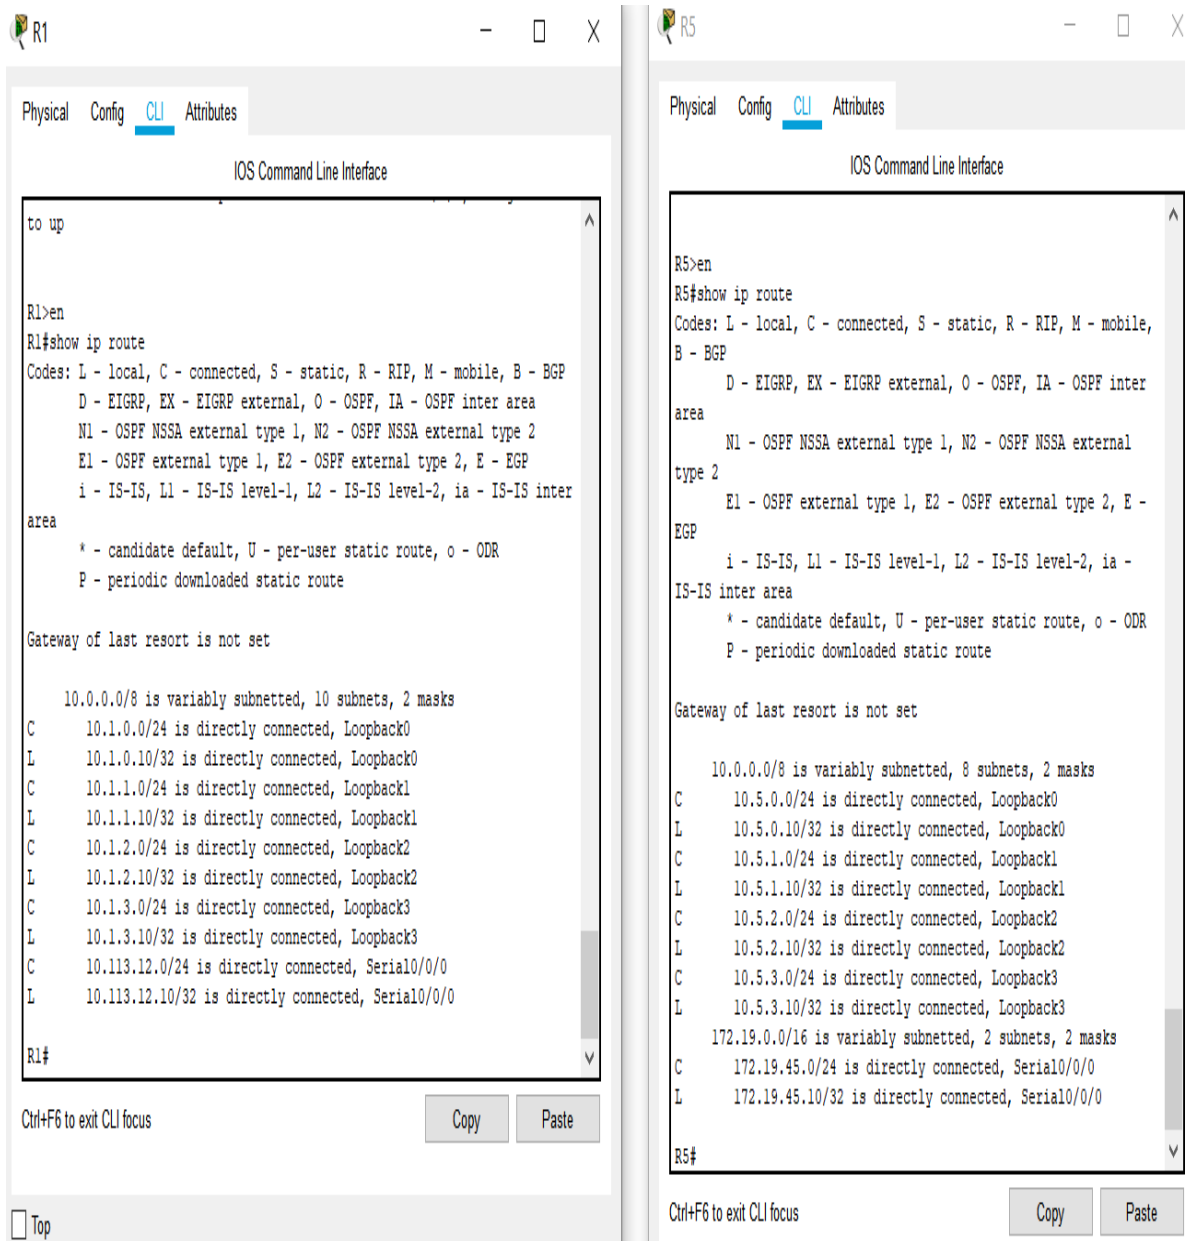 R1
Physical Config CLI Attributes
IOS Command Line Interface
to up
R1>en
R1#show ip route
Codes: L - local, C - connected, S - static, R - RIP, M - mobile, B - BGP
D - EIGRP, EX - EIGRP external, O - OSPF, IA - OSPF inter area
N1 - OSPF NSSA external type 1, N2 - OSPF NSSA external type 2
E1 - OSPF external type 1, E2 - OSPF external type 2, E - EGP
i - IS-IS, L1 - IS-IS level-1, L2 - IS-IS level-2, ia - IS-IS inter
area
* - candidate default, U - per-user static route, o - ODR
P - periodic downloaded static route
Gateway of last resort is not set
10.0.0.0/8 is variably subnetted, 10 subnets, 2 masks
C 10.1.0.0/24 is directly connected, Loopback0
L 10.1.0.10/32 is directly connected, Loopback0
C 10.1.1.0/24 is directly connected, Loopback1
L 10.1.1.10/32 is directly connected, Loopback1
C 10.1.2.0/24 is directly connected, Loopback2
L 10.1.2.10/32 is directly connected, Loopback2
C 10.1.3.0/24 is directly connected, Loopback3
L 10.1.3.10/32 is directly connected, Loopback3
C 10.113.12.0/24 is directly connected, Serial0/0/0
L 10.113.12.10/32 is directly connected, Serial0/0/0
R1#
Ctrl+F6 to exit CLI focus
Copy Paste
Top
R5
Physical Config CLI Attributes
IOS Command Line Interface
R5>en
R5#show ip route
Codes: L - local, C - connected, S - static, R - RIP, M - mobile,
B - BGP
D - EIGRP, EX - EIGRP external, O - OSPF, IA - OSPF inter
area
N1 - OSPF NSSA external type 1, N2 - OSPF NSSA external
type 2
E1 - OSPF external type 1, E2 - OSPF external type 2, E -
EGP
i - IS-IS, L1 - IS-IS level-1, L2 - IS-IS level-2, ia -
IS-IS inter area
* - candidate default, U - per-user static route, o - ODR
P - periodic downloaded static route
Gateway of last resort is not set
10.0.0.0/8 is variably subnetted, 8 subnets, 2 masks
C 10.5.0.0/24 is directly connected, Loopback0
L 10.5.0.10/32 is directly connected, Loopback0
C 10.5.1.0/24 is directly connected, Loopback1
L 10.5.1.10/32 is directly connected, Loopback1
C 10.5.2.0/24 is directly connected, Loopback2
L 10.5.2.10/32 is directly connected, Loopback2
C 10.5.3.0/24 is directly connected, Loopback3
L 10.5.3.10/32 is directly connected, Loopback3
172.19.0.0/16 is variably subnetted, 2 subnets, 2 masks
C 172.19.45.0/24 is directly connected, Serial0/0/0
L 172.19.45.10/32 is directly connected, Serial0/0/0
R5#
Ctrl+F6 to exit CLI focus
Copy Paste